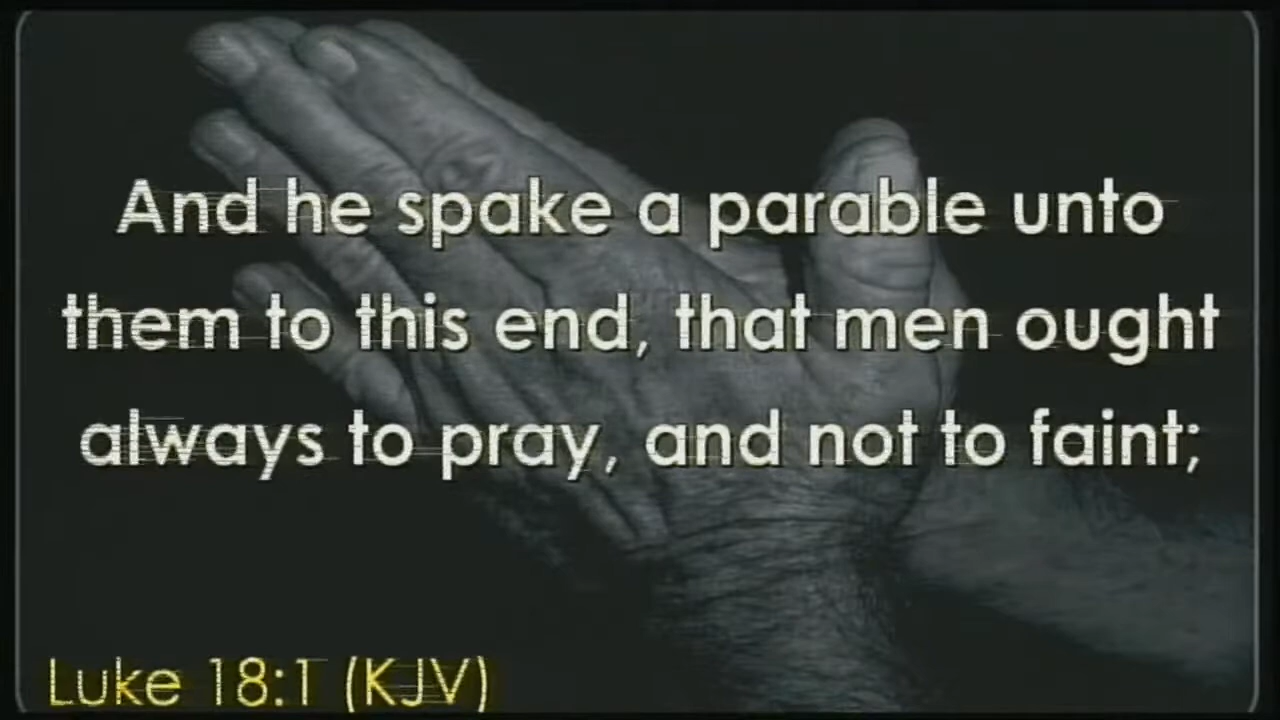 And he spake a parable unto
them to this end, that men ought
always to pray, and not to faint;
Luke 18:1 (KJV)